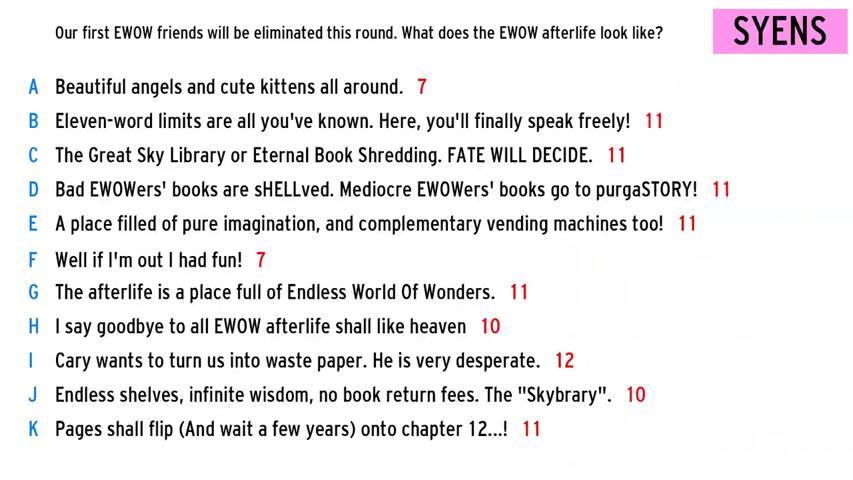 Our first EWOW friends will be eliminated this round. What does the EWOW afterlife look like?
SYENS
A Beautiful angels and cute kittens all around. 7
B Eleven-word limits are all you've known. Here, you'll finally speak freely! 11
C The Great Sky Library or Eternal Book Shredding. FATE WILL DECIDE. 11
D Bad EWOWers' books are sHELLved. Mediocre EWOWers' books go to purgaSTORY! 11
E A place filled of pure imagination, and complementary vending machines too! 11
F Well if I'm out I had fun! 7
G The afterlife is a place full of Endless World Of Wonders. 11
H I say goodbye to all EWOW afterlife shall like heaven 10
I Cary wants to turn us into waste paper. He is very desperate. 12
J Endless shelves, infinite wisdom, no book return fees. The "Skybrary". 10
K Pages shall flip (And wait a few years) onto chapter 12...! 11